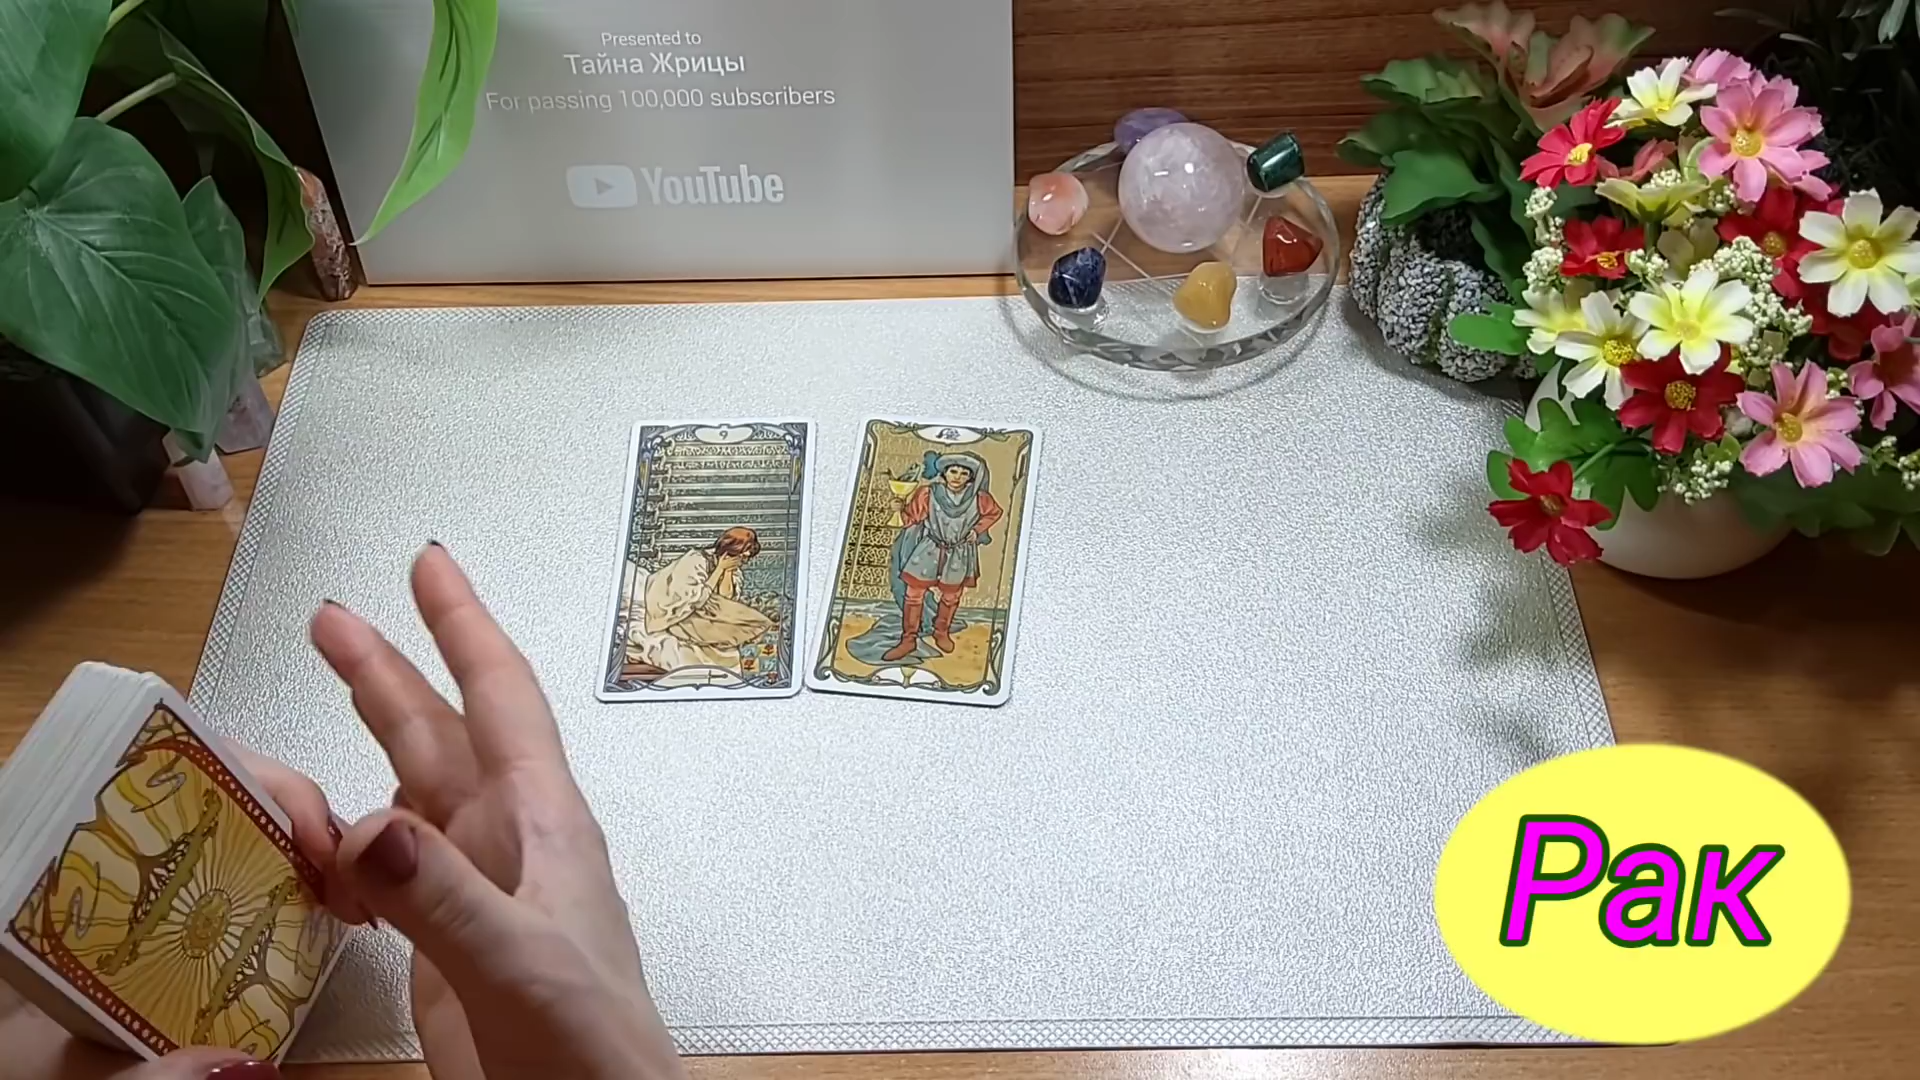 Presented to
Тайна Жрицы
For passing 100,000 subscribers
YouTube
9
Рак